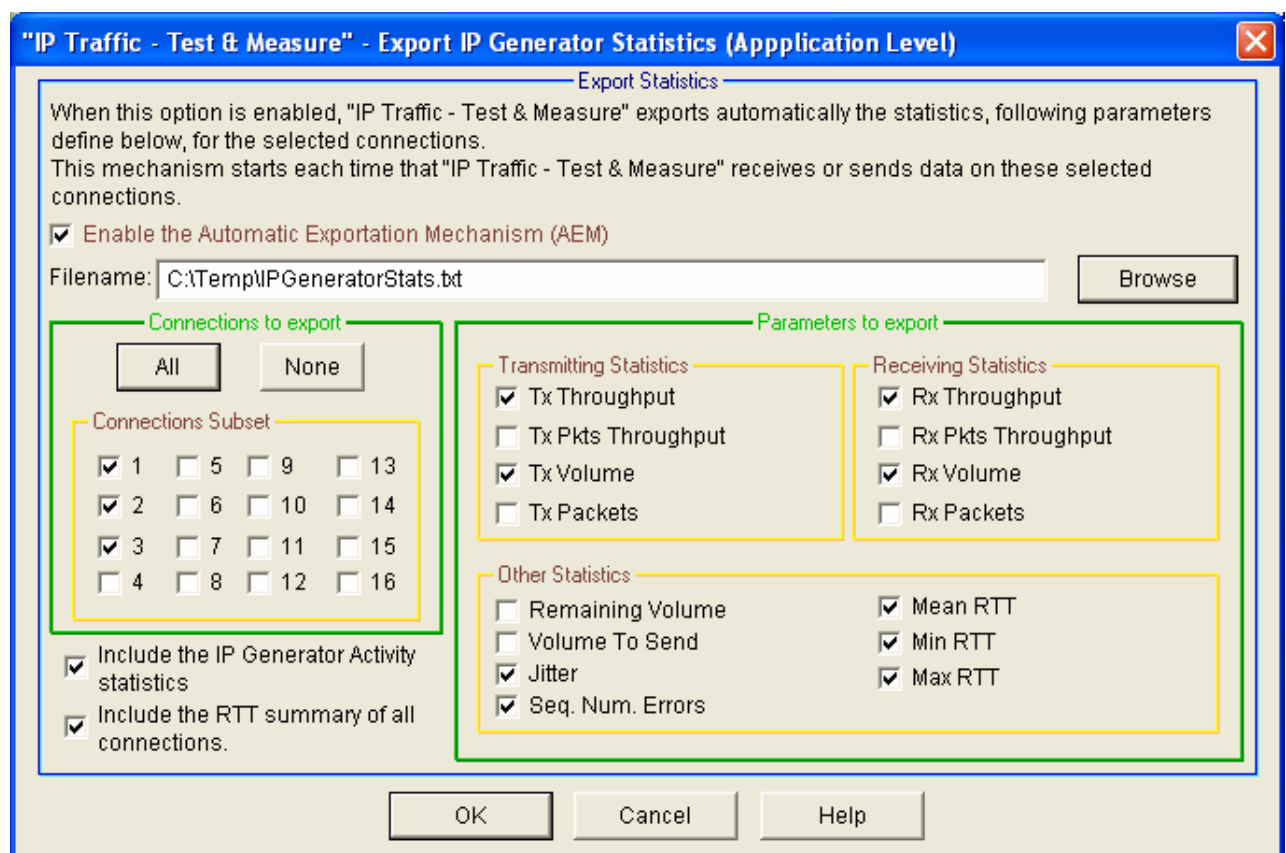 "IP Traffic - Test & Measure" - Export IP Generator Statistics (Appplication Level)
Export Statistics
When this option is enabled, "IP Traffic - Test & Measure" exports automatically the statistics, following parameters
define below, for the selected connections.
This mechanism starts each time that "IP Traffic - Test & Measure" receives or sends data on these selected
connections.
Enable the Automatic Exportation Mechanism (AEM)
Filename: C:\Temp\IPGeneratorStats.txt Browse
Connections to export
All None
Connections Subset
1 5 9 13
2 6 10 14
3 7 11 15
4 8 12 16
Include the IP Generator Activity
statistics
Include the RTT summary of all
connections.
Parameters to export
Transmitting Statistics
Tx Throughput
Tx Pkts Throughput
Tx Volume
Tx Packets
Receiving Statistics
Rx Throughput
Rx Pkts Throughput
Rx Volume
Rx Packets
Other Statistics
Remaining Volume
Volume To Send
Jitter
Seq. Num. Errors
Mean RTT
Min RTT
Max RTT
OK Cancel Help